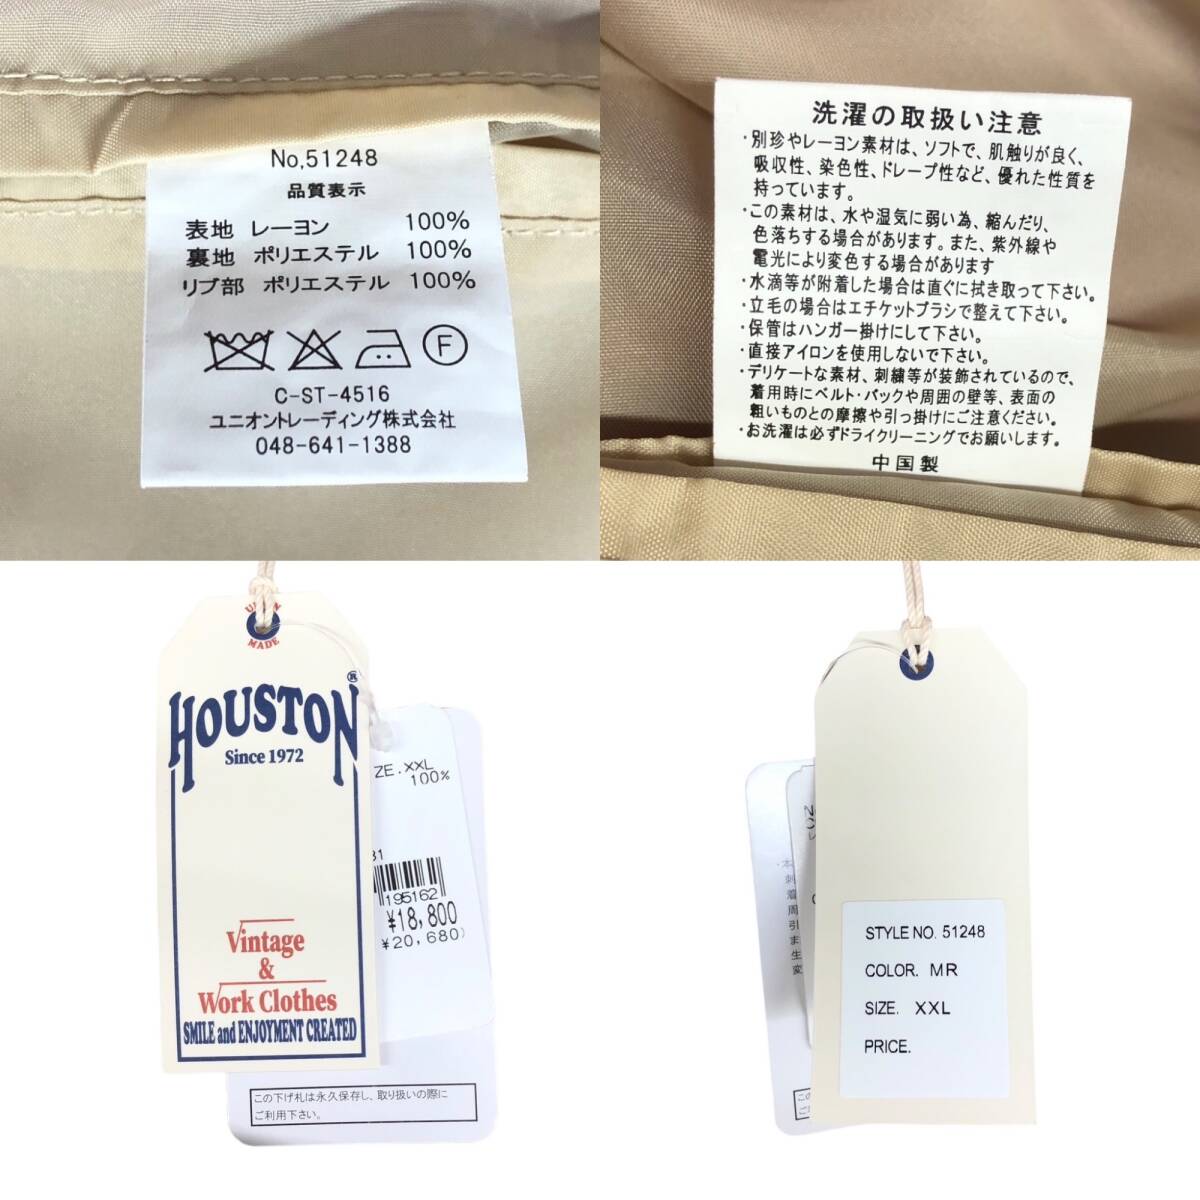 No,51248
品質表示
表地 レーヨン 100%
裏地 ポリエステル 100%
リブ部 ポリエステル 100%
F
C-ST-4516
ユニオントレーディング株式会社
048-641-1388
洗濯の取扱い注意
・別珍やレーヨン素材は、ソフトで、肌触りが良く、
吸収性、染色性、ドレープ性など、優れた性質を
持っています。
・この素材は、水や湿気に弱い為、縮んだり、
色落ちする場合があります。また、紫外線や
電光により変色する場合があります
・水滴等が附着した場合は直ぐに拭き取って下さい。
・立毛の場合はエチケットブラシで整えて下さい。
・保管はハンガー掛けにして下さい。
・直接アイロンを使用しないで下さい。
・デリケートな素材、刺繍等が装飾されているので、
着用時にベルト・バックや周囲の壁等、表面の
粗いものとの摩擦や引っ掛けにご注意ください。
・お洗濯は必ずドライクリーニングでお願いします。
中国製
MADE
HOUSTON®
Since 1972
Vintage
&
Work Clothes
SMILE and ENJOYMENT CREATED
ZE.XXL
100%
31
195162
¥18,800
¥20,680)
この下げ札は永久保存し、取り扱いの際に
ご利用下さい。
・本
刺
着
周
引
ま
生
変
STYLE NO. 51248
COLOR. MR
SIZE. XXL
PRICE.